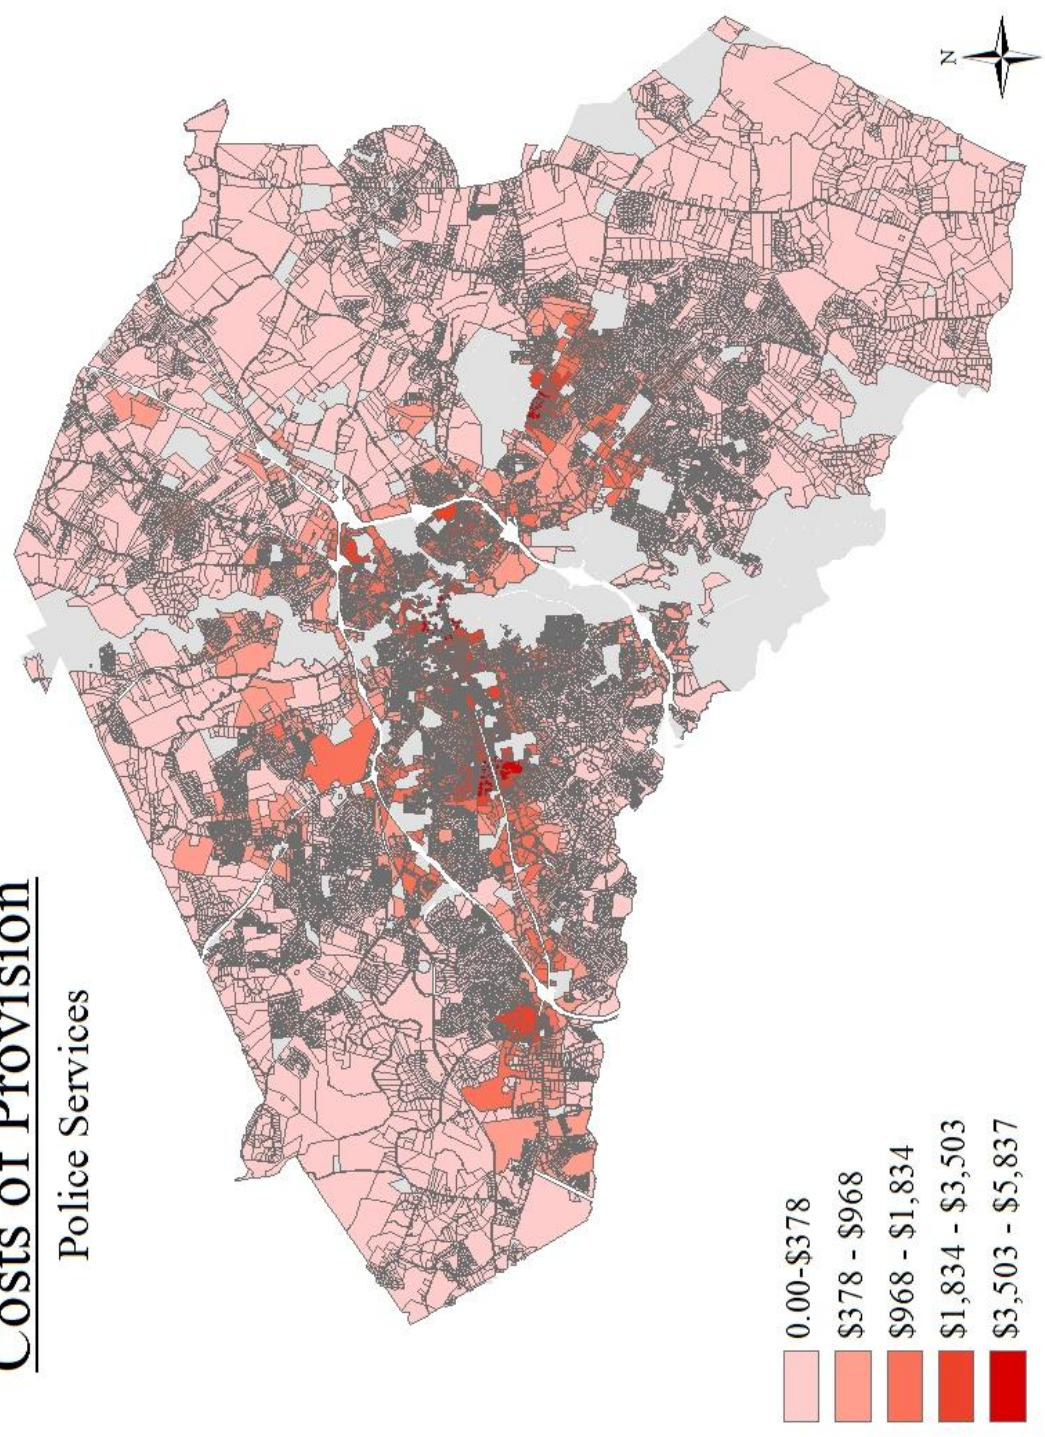 Costs of Provision
Police Services
N
0.00-$378
$378 - $968
$968 - $1,834
$1,834 - $3,503
$3,503 - $5,837